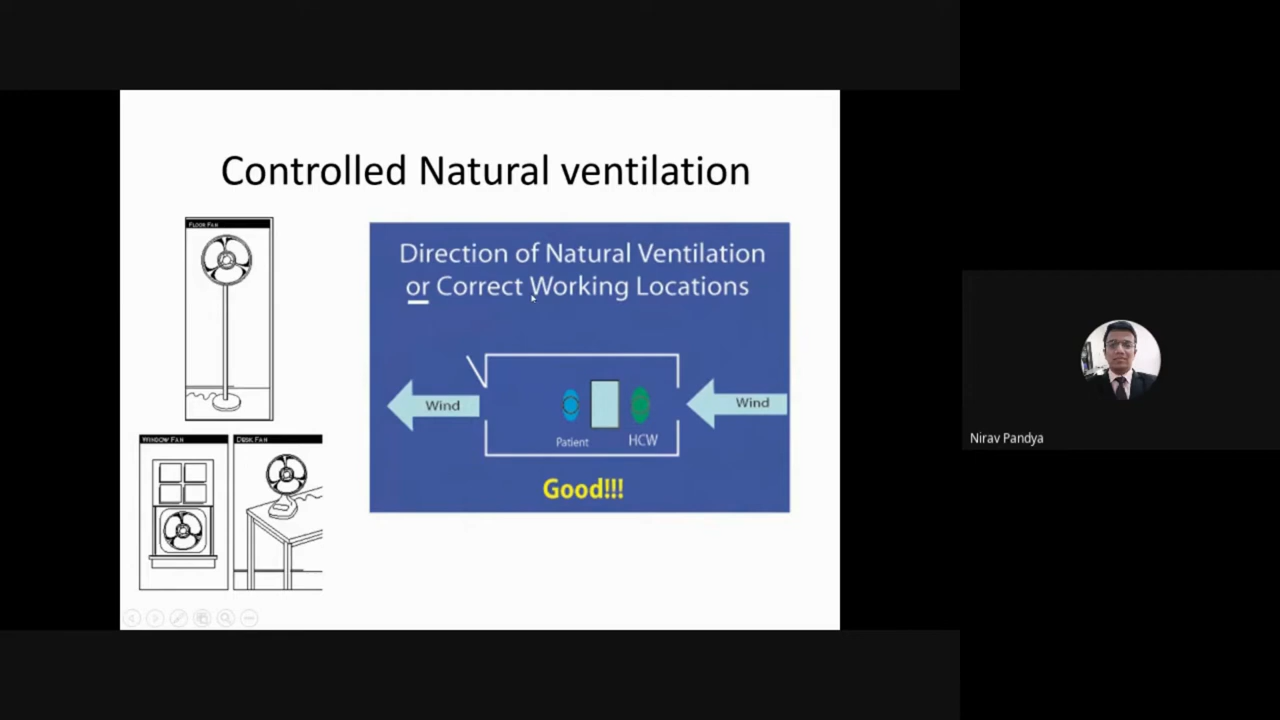 Controlled Natural ventilation
FLOOR FAN
WINDOW FAN
DESK FAN
Direction of Natural Ventilation
or Correct Working Locations
Wind
Wind
Patient
HCW
Good!!!
Nirav Pandya